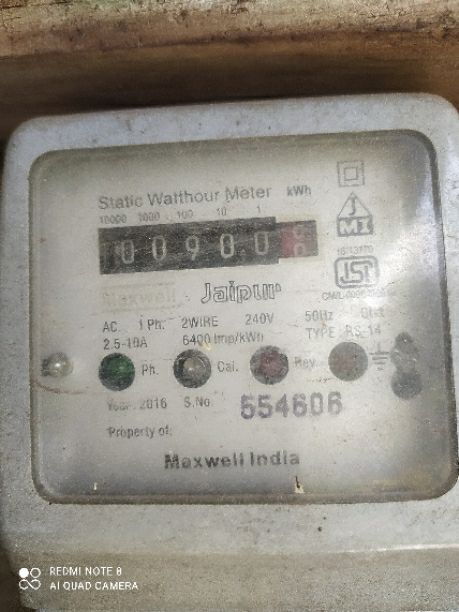 Static Watthour Meter kWh
10000 1000 100 10 1
00900
Maxwell Jaipur
JMI
ISI
AC 1 Ph. 2WIRE 240V 50Hz
2.5-10A 6400 Imp/kWh TYPE: RS-14
Ph. Cal. Rev
Year: 2016 S.No. 554606
Property of:
Maxwell India
REDMI NOTE 8
AI QUAD CAMERA